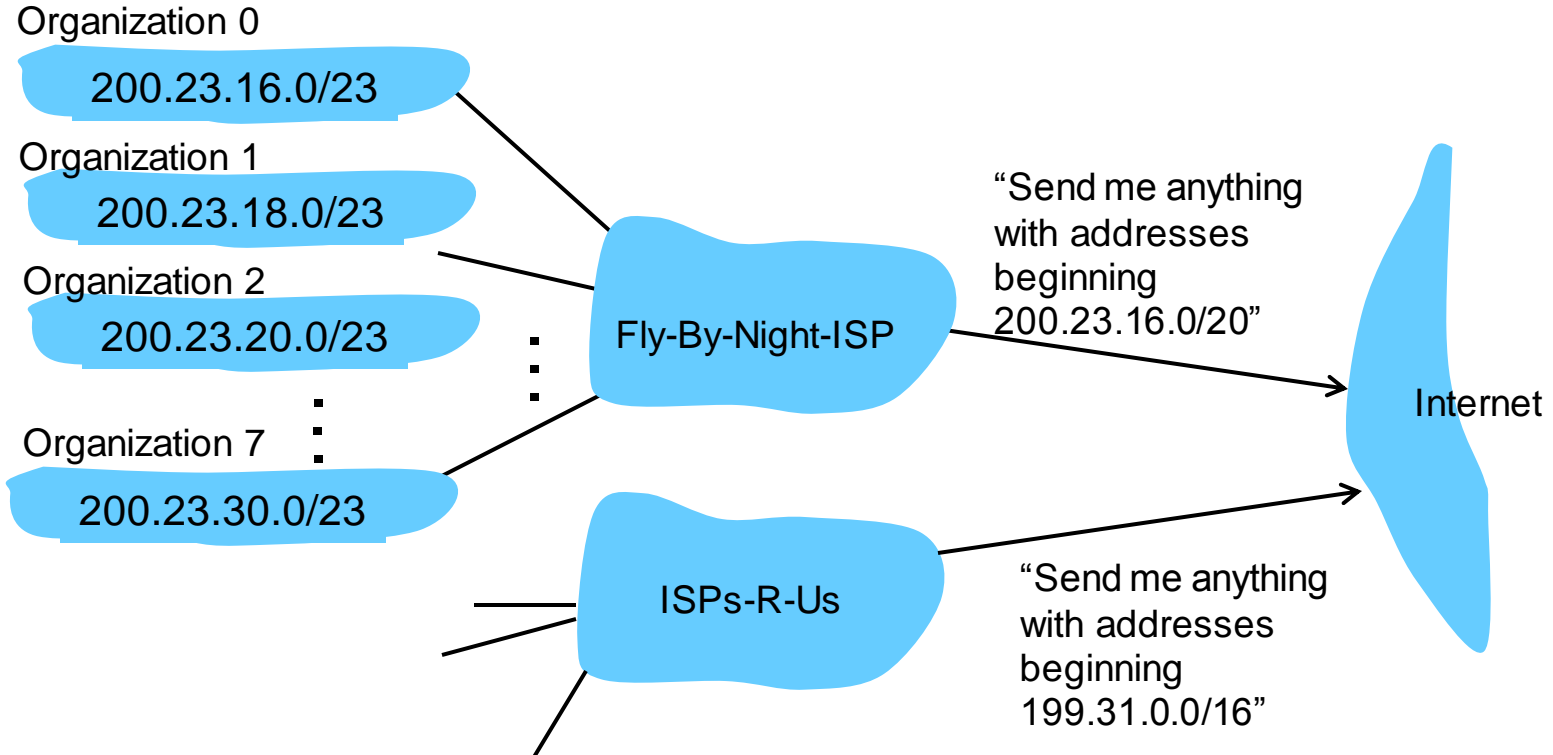 Organization 0
200.23.16.0/23
Organization 1
200.23.18.0/23
Organization 2
200.23.20.0/23
Organization 7
200.23.30.0/23
Fly-By-Night-ISP
ISPs-R-Us
“Send me anything
with addresses
beginning
200.23.16.0/20”
“Send me anything
with addresses
beginning
199.31.0.0/16”
Internet